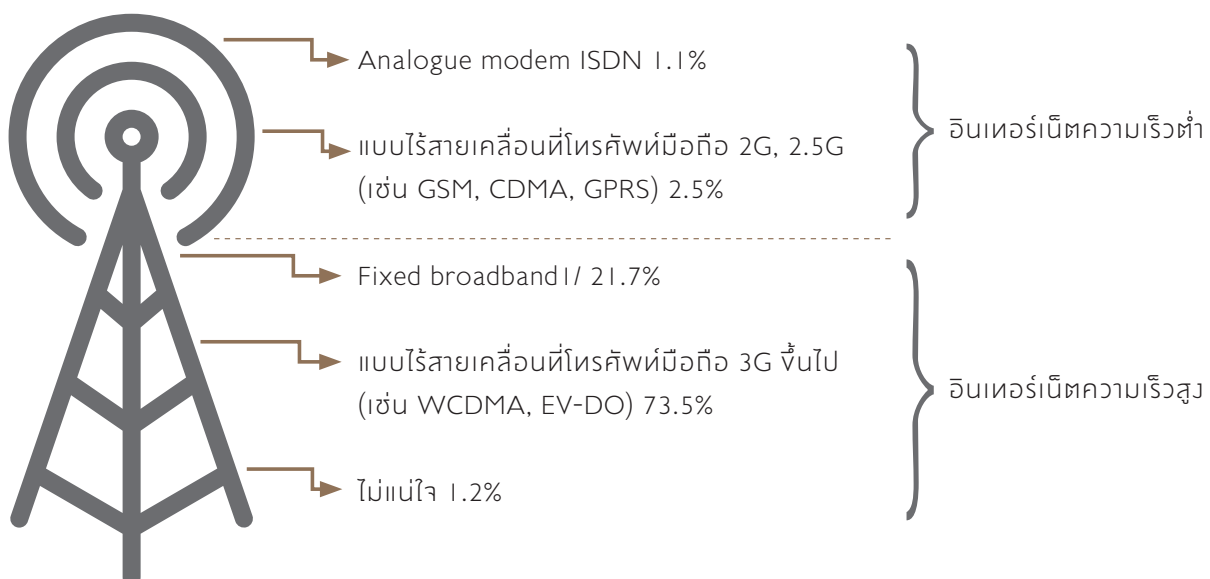 Analogue modem ISDN 1.1%
แบบไร้สายเคลื่อนที่โทรศัพท์มือถือ 2G, 2.5G
(เช่น GSM, CDMA, GPRS) 2.5%
อินเทอร์เน็ตความเร็วต่ำ
Fixed broadband1/ 21.7%
แบบไร้สายเคลื่อนที่โทรศัพท์มือถือ 3G ขึ้นไป
(เช่น WCDMA, EV-DO) 73.5%
อินเทอร์เน็ตความเร็วสูง
ไม่แน่ใจ 1.2%